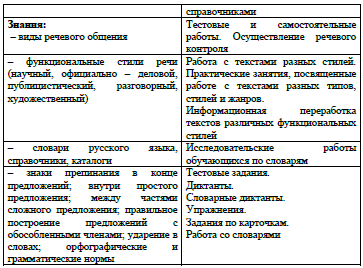 справочниками
Знания:
– виды речевого общения
Тестовые и самостоятельные
работы. Осуществление речевого
контроля
– функциональные стили речи
(научный, официально – деловой,
публицистический, разговорный,
художественный)
Работа с текстами разных стилей.
Практические занятия, посвященные
работе с текстами разных типов,
стилей и жанров.
Информационная переработка
текстов различных функциональных
стилей
– словари русского языка,
справочники, каталоги
Исследовательские работы
обучающихся по словарям
– знаки препинания в конце
предложений; внутри простого
предложения; между частями
сложного предложения; правильное
построение предложений с
обособленными членами; ударение в
словах; орфографические и
грамматические нормы
Тестовые задания.
Диктанты.
Словарные диктанты.
Упражнения.
Задания по карточкам.
Работа со словарями